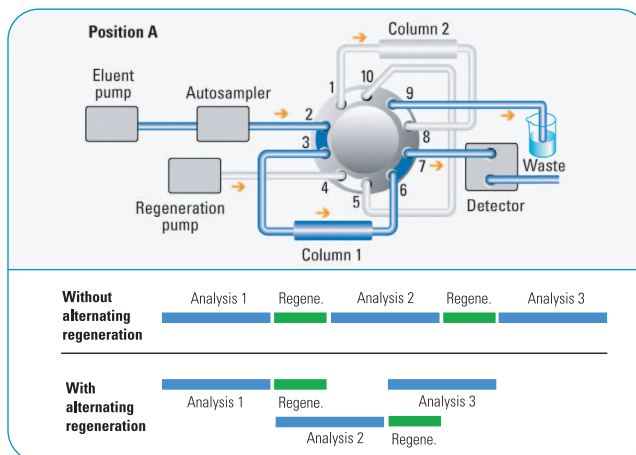 Position A
Column 2
Eluent
pump
Autosampler
1
10
9
2
8
3
7
4
5
6
Waste
Regeneration
pump
Detector
Column 1
Without
alternating
regeneration
Analysis 1
Regene.
Analysis 2
Regene.
Analysis 3
With
alternating
regeneration
Analysis 1
Regene.
Analysis 3
Analysis 2
Regene.